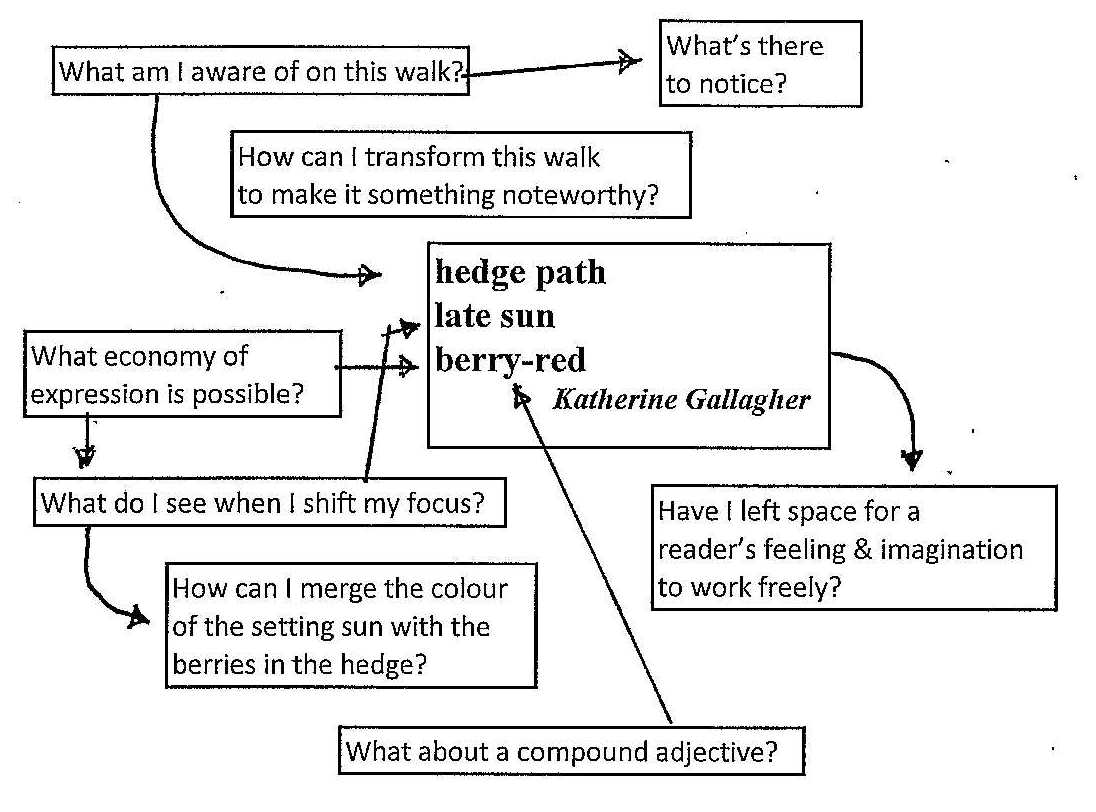 What am I aware of on this walk?
What's there
to notice?
How can I transform this walk
to make it something noteworthy?
hedge path
late sun
berry-red
Katherine Gallagher
What economy of
expression is possible?
What do I see when I shift my focus?
Have I left space for a
reader's feeling & imagination
to work freely?
How can I merge the colour
of the setting sun with the
berries in the hedge?
What about a compound adjective?